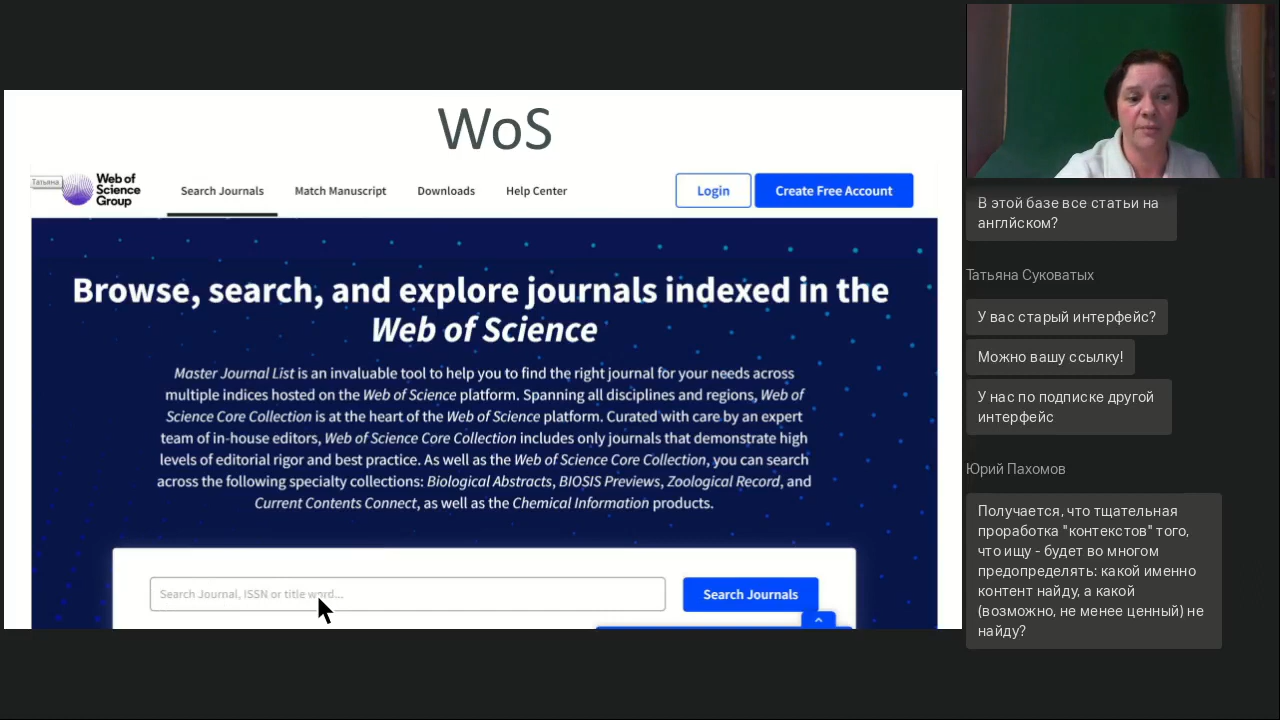 WoS
Татьяна
Web of
Science
Group
Search Journals
Match Manuscript
Downloads
Help Center
Login
Create Free Account
Browse, search, and explore journals indexed in the
Web of Science
Master Journal List is an invaluable tool to help you to find the right journal for your needs across
multiple indices hosted on the Web of Science platform. Spanning all disciplines and regions, Web of
Science Core Collection is at the heart of the Web of Science platform. Curated with care by an expert
team of in-house editors, Web of Science Core Collection includes only journals that demonstrate high
levels of editorial rigor and best practice. As well as the Web of Science Core Collection, you can search
across the following specialty collections: Biological Abstracts, BIOSIS Previews, Zoological Record, and
Current Contents Connect, as well as the Chemical Information products.
Search Journal, ISSN or title word...
Search Journals
В этой базе все статьи на
англйском?
Татьяна Суковатых
У вас старый интерфейс?
Можно вашу ссылку!
У нас по подписке другой
интерфейс
Юрий Пахомов
Получается, что тщательная
проработка "контекстов" того,
что ищу - будет во многом
предопределять: какой именно
контент найду, а какой
(возможно, не менее ценный) не
найду?